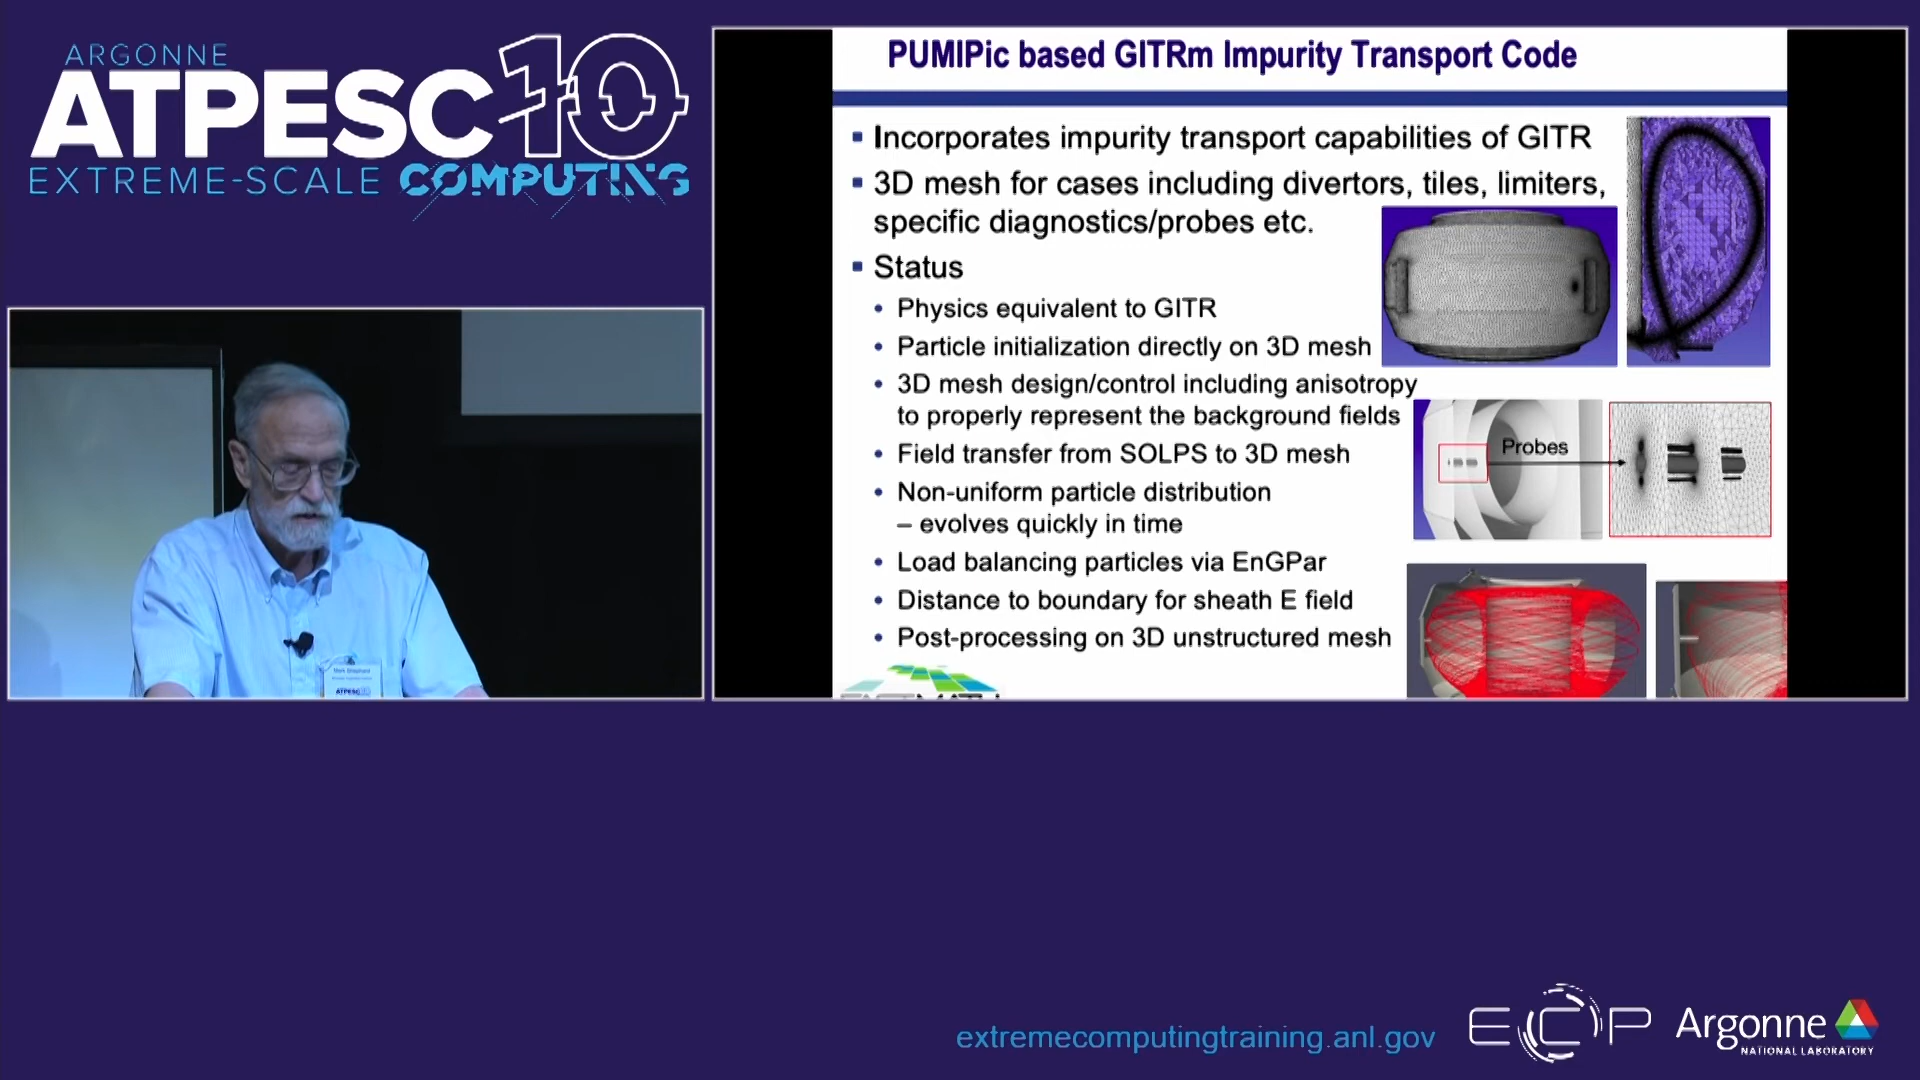 ARGONNE
ATPESC10
EXTREME-SCALE COMPUTING
Mark Shephard
ATPESC10
PUMIPic based GITRm Impurity Transport Code
▪ Incorporates impurity transport capabilities of GITR
▪ 3D mesh for cases including divertors, tiles, limiters,
specific diagnostics/probes etc.
▪ Status
• Physics equivalent to GITR
• Particle initialization directly on 3D mesh
• 3D mesh design/control including anisotropy
to properly represent the background fields
• Field transfer from SOLPS to 3D mesh
• Non-uniform particle distribution
– evolves quickly in time
• Load balancing particles via EnGPar
• Distance to boundary for sheath E field
• Post-processing on 3D unstructured mesh
Probes
extremecomputingtraining.anl.gov
ECP
Argonne
NATIONAL LABORATORY